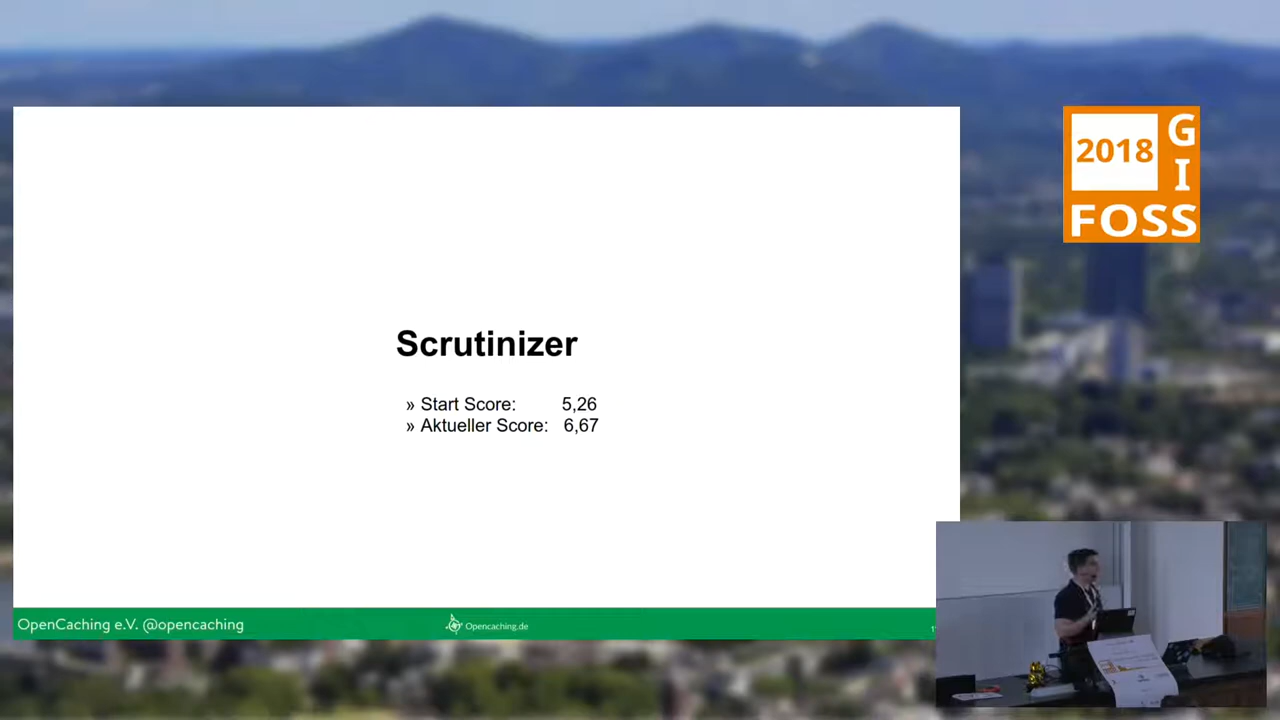 Scrutinizer
» Start Score: 5,26
» Aktueller Score: 6,67
OpenCaching e.V. @opencaching
Opencaching.de
2018
G
I
FOSS